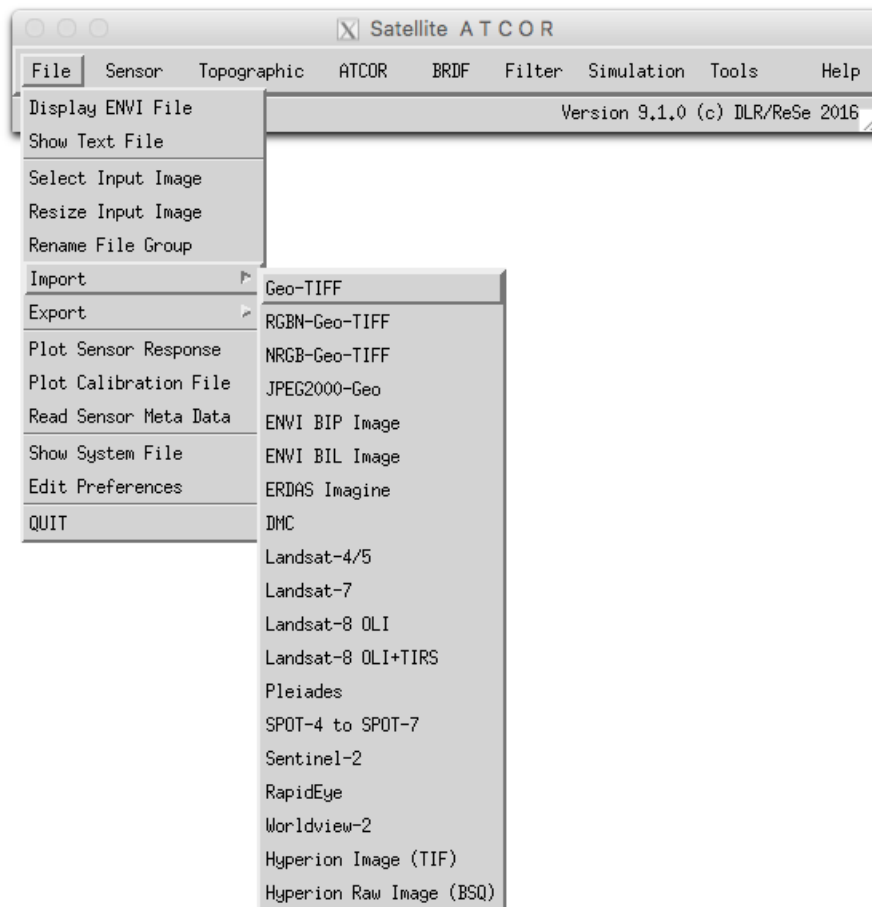 Satellite A T C O R
File Sensor Topographic ATCOR BRDF Filter Simulation Tools Help
Version 9.1.0 (c) DLR/ReSe 2016
Display ENVI File
Show Text File
Select Input Image
Resize Input Image
Rename File Group
Import
Export
Plot Sensor Response
Plot Calibration File
Read Sensor Meta Data
Show System File
Edit Preferences
QUIT
Geo-TIFF
RGBN-Geo-TIFF
NRGB-Geo-TIFF
JPEG2000-Geo
ENVI BIP Image
ENVI BIL Image
ERDAS Imagine
DMC
Landsat-4/5
Landsat-7
Landsat-8 OLI
Landsat-8 OLI+TIRS
Pleiades
SPOT-4 to SPOT-7
Sentinel-2
RapidEye
Worldview-2
Hyperion Image (TIF)
Hyperion Raw Image (BSQ)